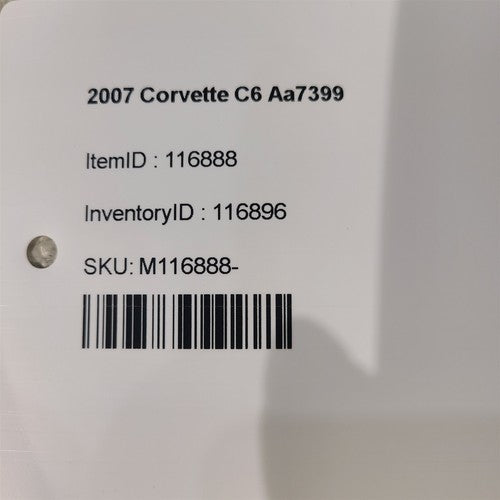 2007 Corvette C6 Aa7399
ItemID : 116888
InventoryID : 116896
SKU: M116888-